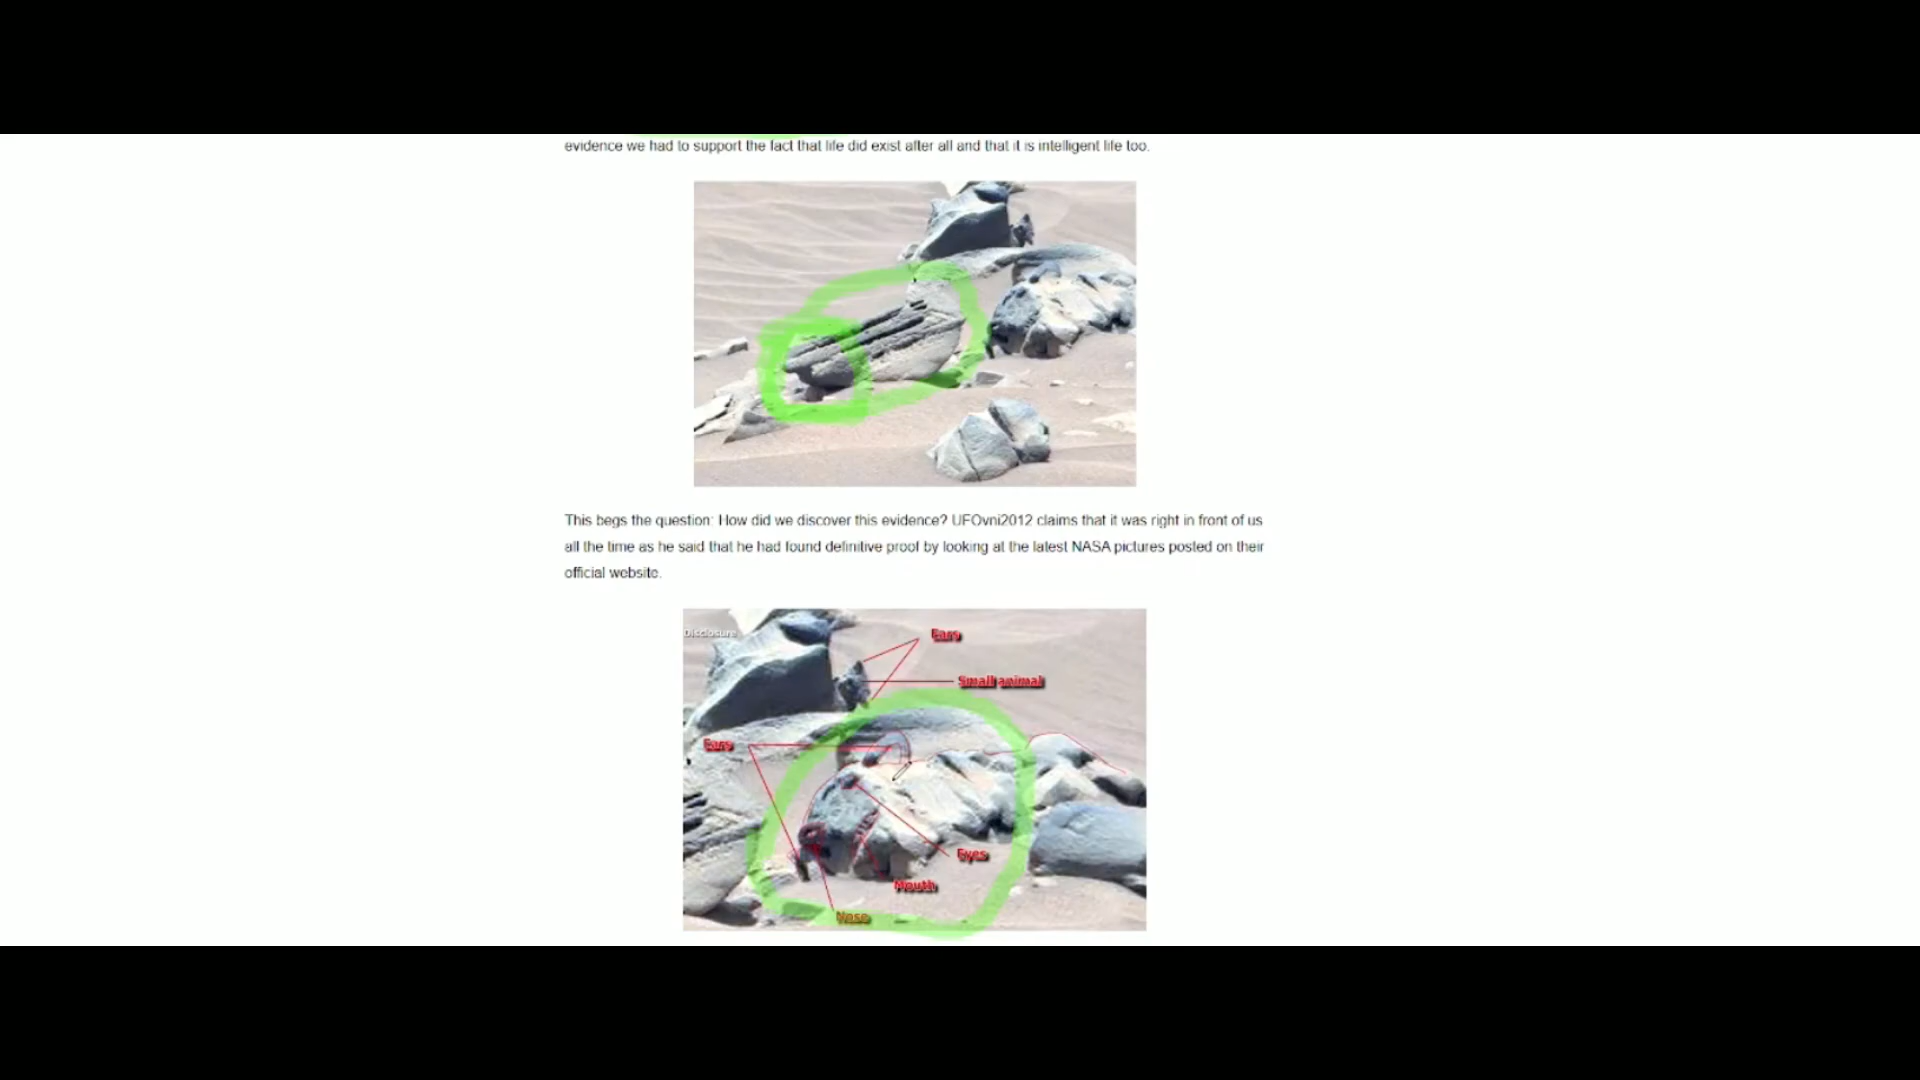 evidence we had to support the fact that life did exist after all and that it is intelligent life too.
This begs the question: How did we discover this evidence? UFOvni2012 claims that it was right in front of us
all the time as he said that he had found definitive proof by looking at the latest NASA pictures posted on their
official website.
Disclosure
Ears
Small animal
Ears
Eyes
Mouth
Nose